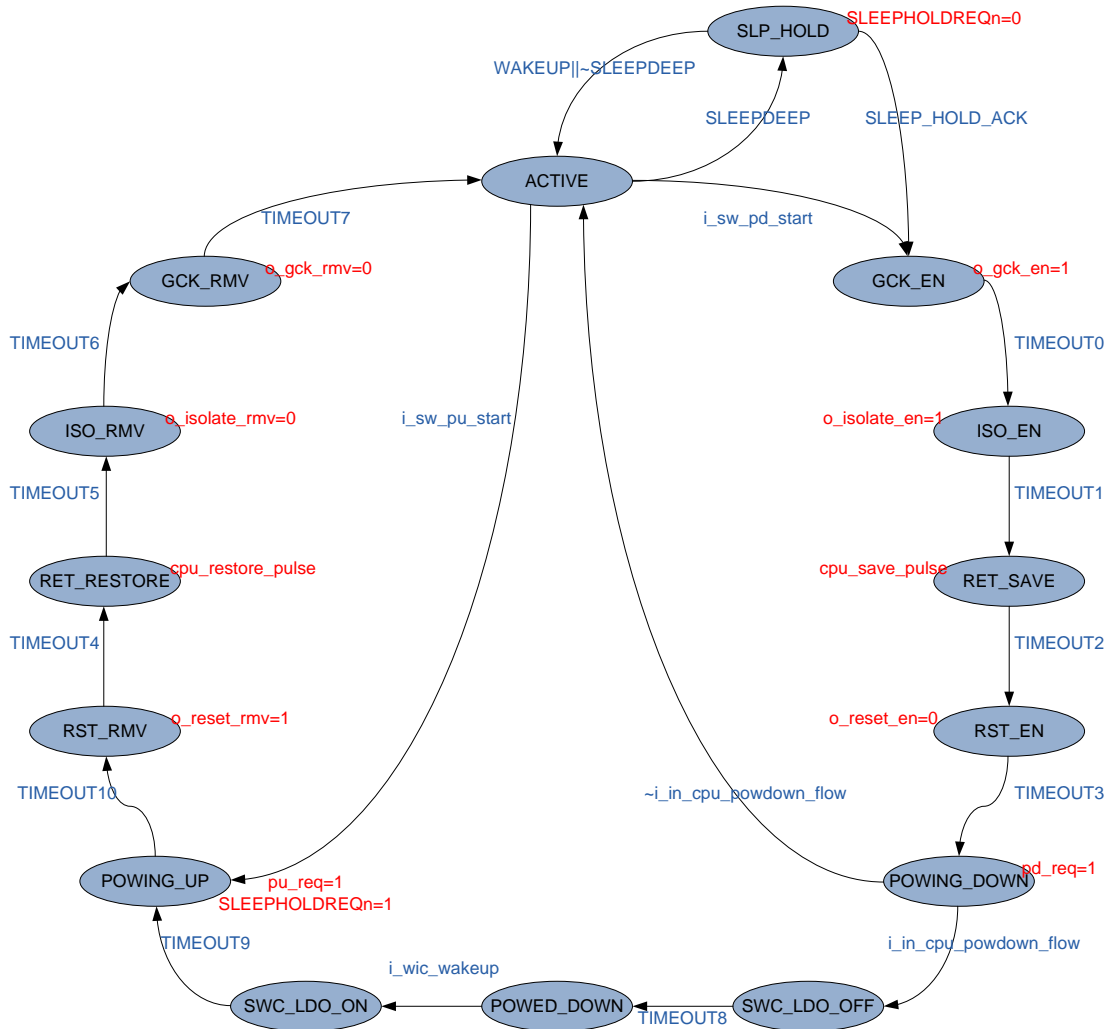 SLEEPHOLDREQn=0
SLP_HOLD
WAKEUP||~SLEEPDEEP
SLEEPDEEP
SLEEP_HOLD_ACK
ACTIVE
TIMEOUT7
i_sw_pd_start
o_gck_rmv=0
GCK_RMV
o_gck_en=1
GCK_EN
TIMEOUT6
TIMEOUT0
o_isolate_rmv=0
ISO_RMV
i_sw_pu_start
o_isolate_en=1
ISO_EN
TIMEOUT5
TIMEOUT1
RET_RESTORE
cpu_restore_pulse
cpu_save_pulse
RET_SAVE
TIMEOUT4
TIMEOUT2
RST_RMV
o_reset_rmv=1
o_reset_en=0
RST_EN
TIMEOUT10
~i_in_cpu_powdown_flow
TIMEOUT3
POWING_UP
pu_req=1
SLEEPHOLDREQn=1
POWING_DOWN
pd_req=1
TIMEOUT9
i_wic_wakeup
i_in_cpu_powdown_flow
SWC_LDO_ON
POWED_DOWN
TIMEOUT8
SWC_LDO_OFF